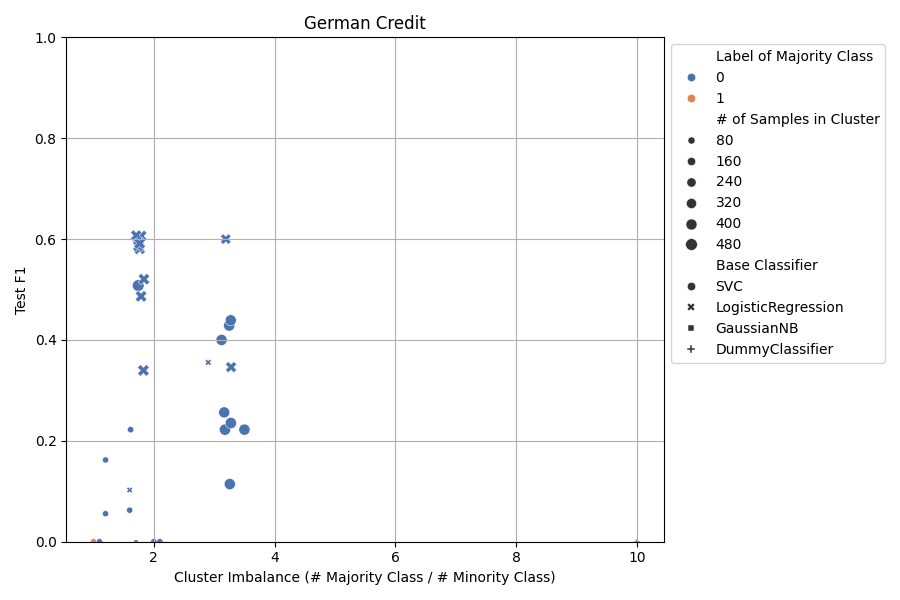 German Credit
1.0
0.8
0.6
0.4
0.2
0.0
Test F1
2
4
6
8
10
Cluster Imbalance (# Majority Class / # Minority Class)
Label of Majority Class
0
1
# of Samples in Cluster
80
160
240
320
400
480
Base Classifier
SVC
LogisticRegression
GaussianNB
DummyClassifier